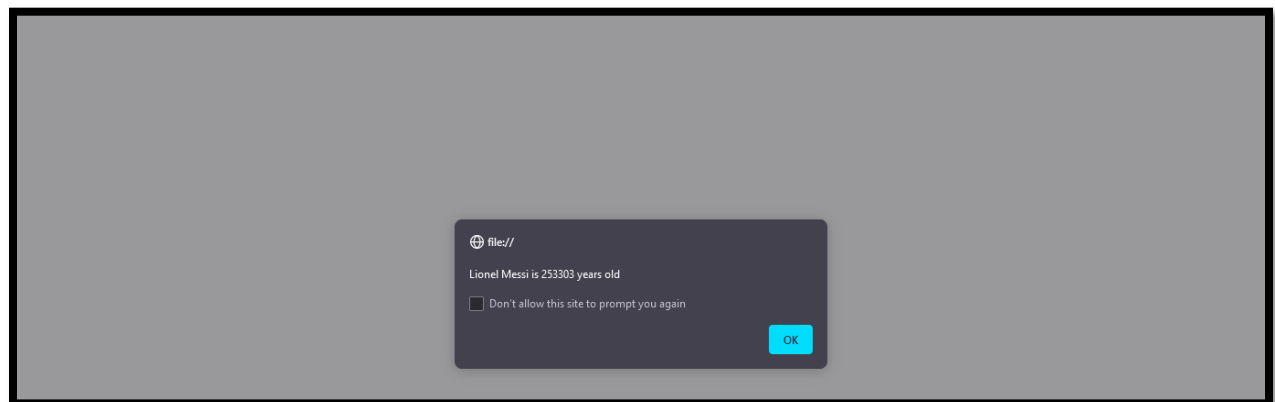 file://
Lionel Messi is 253303 years old
Don't allow this site to prompt you again
OK